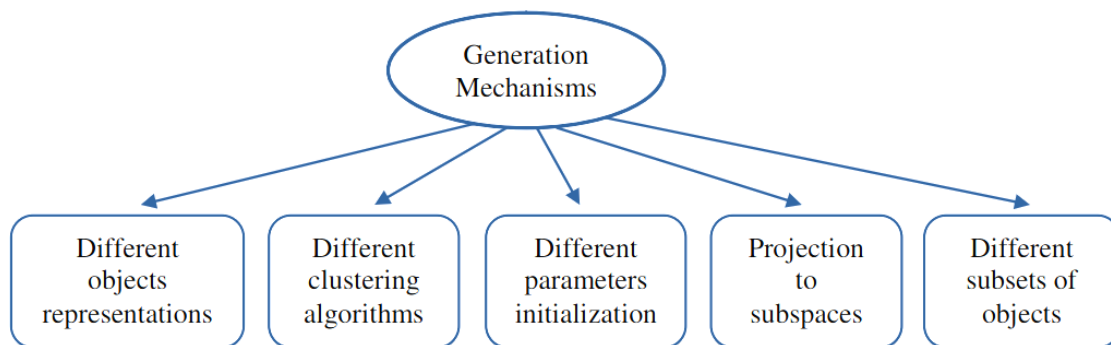 Generation
Mechanisms
Different
objects
representations
Different
clustering
algorithms
Different
parameters
initialization
Projection
to
subspaces
Different
subsets of
objects